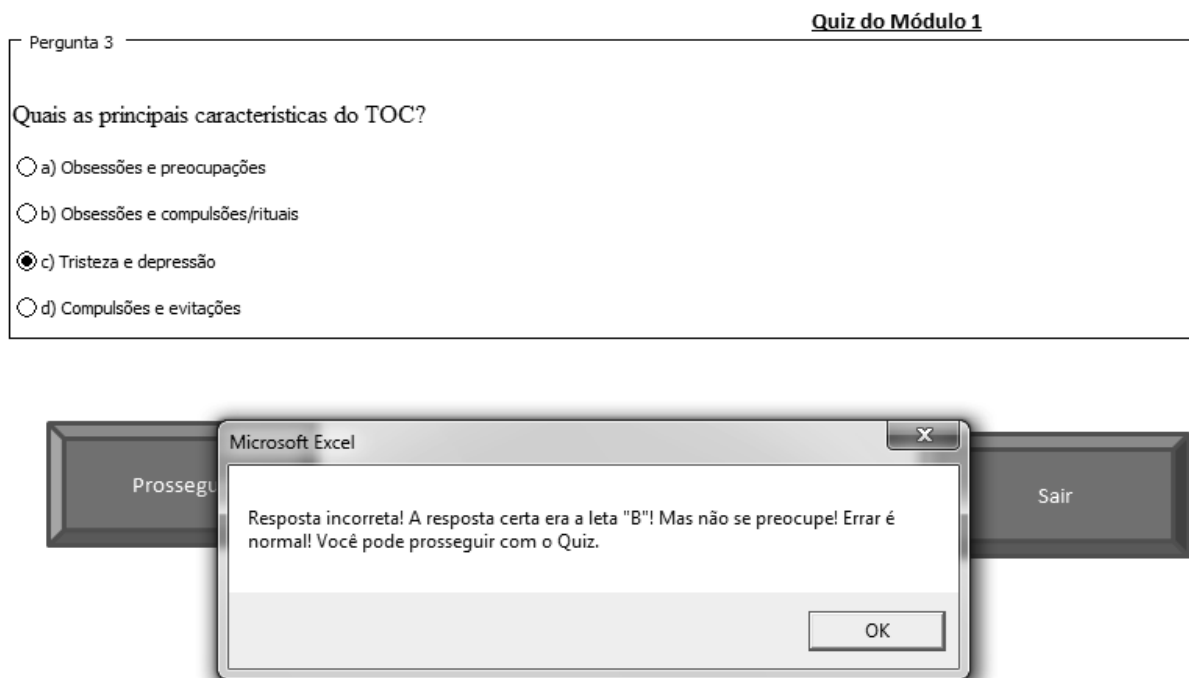 Quiz do Módulo 1
Pergunta 3
Quais as principais características do TOC?
a) Obsessões e preocupações
b) Obsessões e compulsões/rituais
c) Tristeza e depressão
d) Compulsões e evitações
Prossegu
Sair
Microsoft Excel
Resposta incorreta! A resposta certa era a leta "B"! Mas não se preocupe! Errar é
normal! Você pode prosseguir com o Quiz.
OK